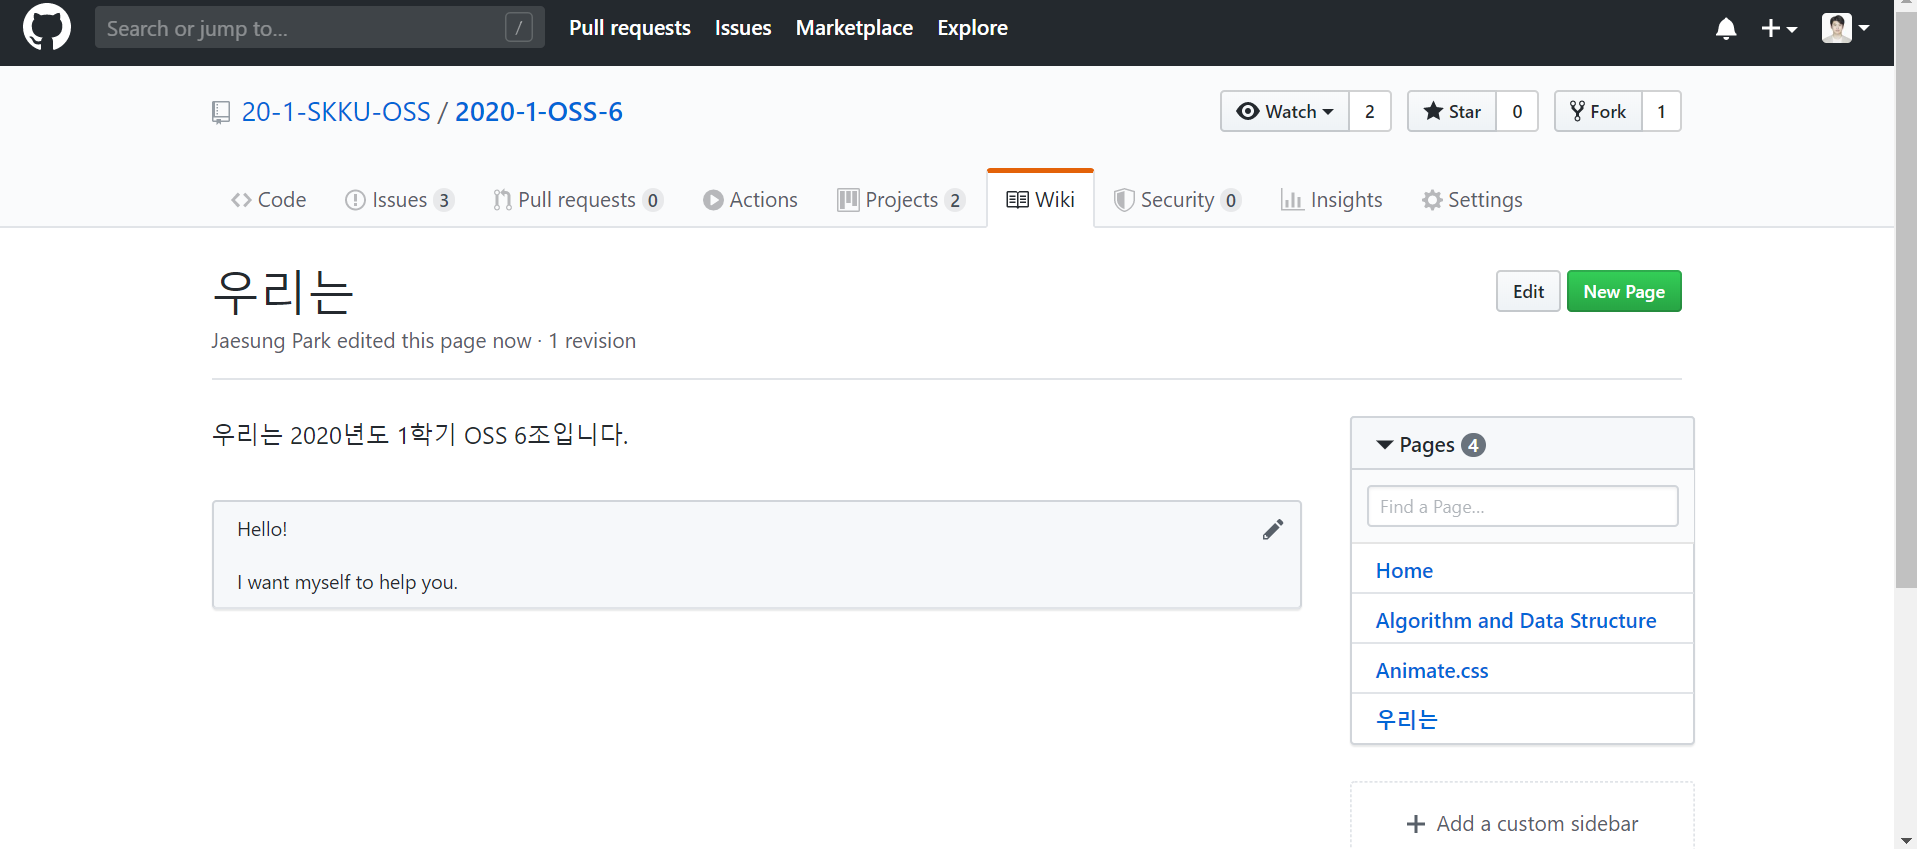 Search or jump to... /
Pull requests Issues Marketplace Explore
20-1-SKKU-OSS / 2020-1-OSS-6
Watch 2 Star 0 Fork 1
Code Issues 3 Pull requests 0 Actions Projects 2 Wiki Security 0 Insights Settings
우리는
Edit New Page
Jaesung Park edited this page now · 1 revision
우리는 2020년도 1학기 OSS 6조입니다.
Hello!
I want myself to help you.
Pages 4
Find a Page...
Home
Algorithm and Data Structure
Animate.css
우리는
Add a custom sidebar